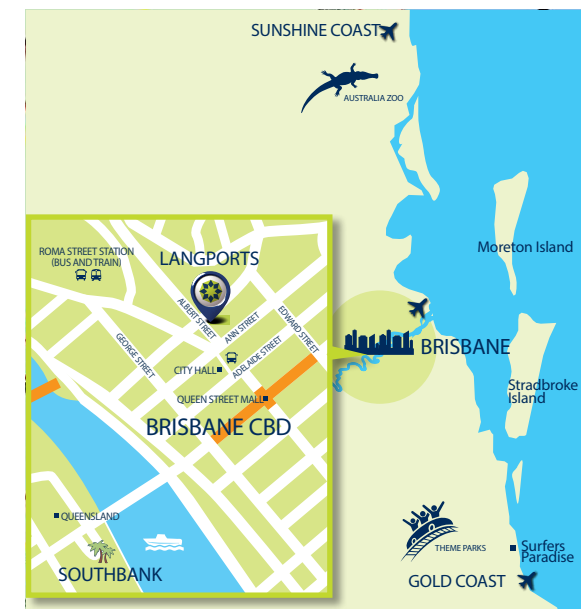 SUNSHINE COAST
AUSTRALIA ZOO
Moreton Island
ROMA STREET STATION
(BUS AND TRAIN)
LANGPORTS
ALBERT STREET
ANN STREET
EDWARD STREET
GEORGE STREET
ADELAIDE STREET
CITY HALL
BRISBANE
QUEEN STREET MALL
Stradbroke
Island
BRISBANE CBD
QUEENSLAND
THEME PARKS
Surfers
Paradise
SOUTHBANK
GOLD COAST